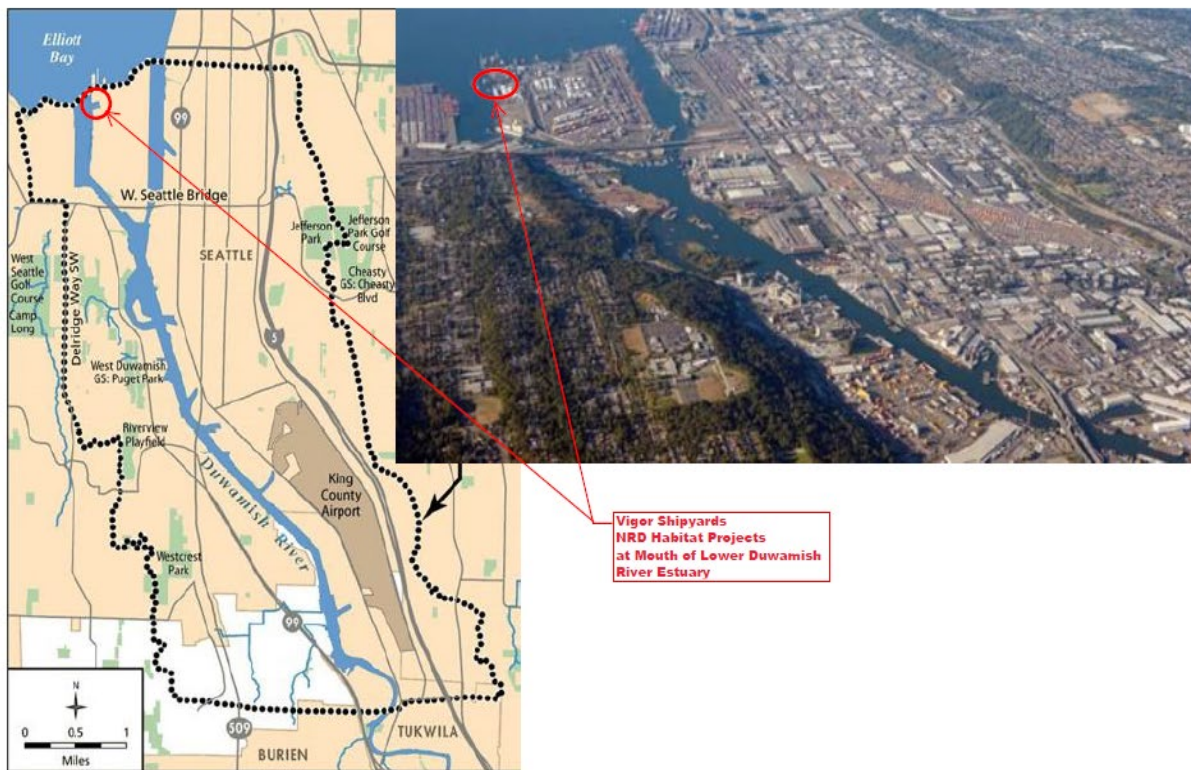 Elliott
Bay
99
W. Seattle Bridge
Jefferson
Park
Jefferson
Park Golf
Course
SEATTLE
Cheasty
GS: Cheasty
Blvd
West
Seattle
Golf
Course
Camp
Long
Delridge Way SW
5
West Duwamish
GS: Puget Park
Riverview
Playfield
Duwamish River
King
County
Airport
Westcrest
Park
99
N
0 0.5 1
Miles
509
BURIEN
TUKWILA
Vigor Shipyards
NRD Habitat Projects
at Mouth of Lower Duwamish
River Estuary